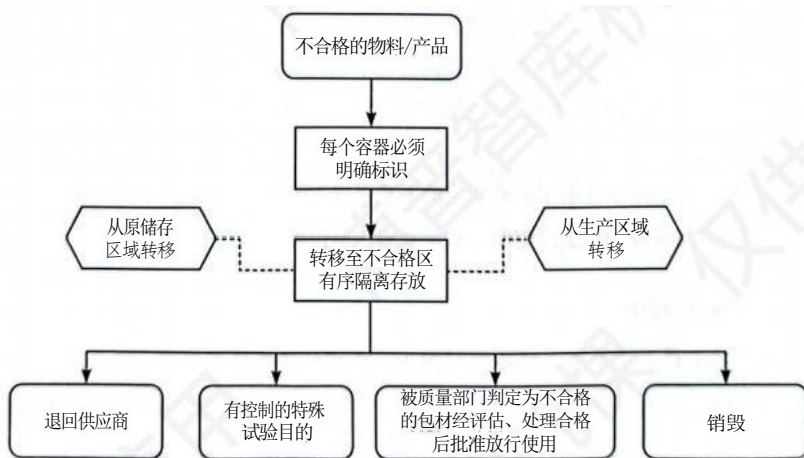 不合格的物料/产品
每个容器必须
明确标识
从原储存
区域转移
转移至不合格区
有序隔离存放
从生产区域
转移
退回供应商
有控制的特殊
试验目的
被质量部门判定为不合格
的包材经评估、处理合格
后批准放行使用
销毁